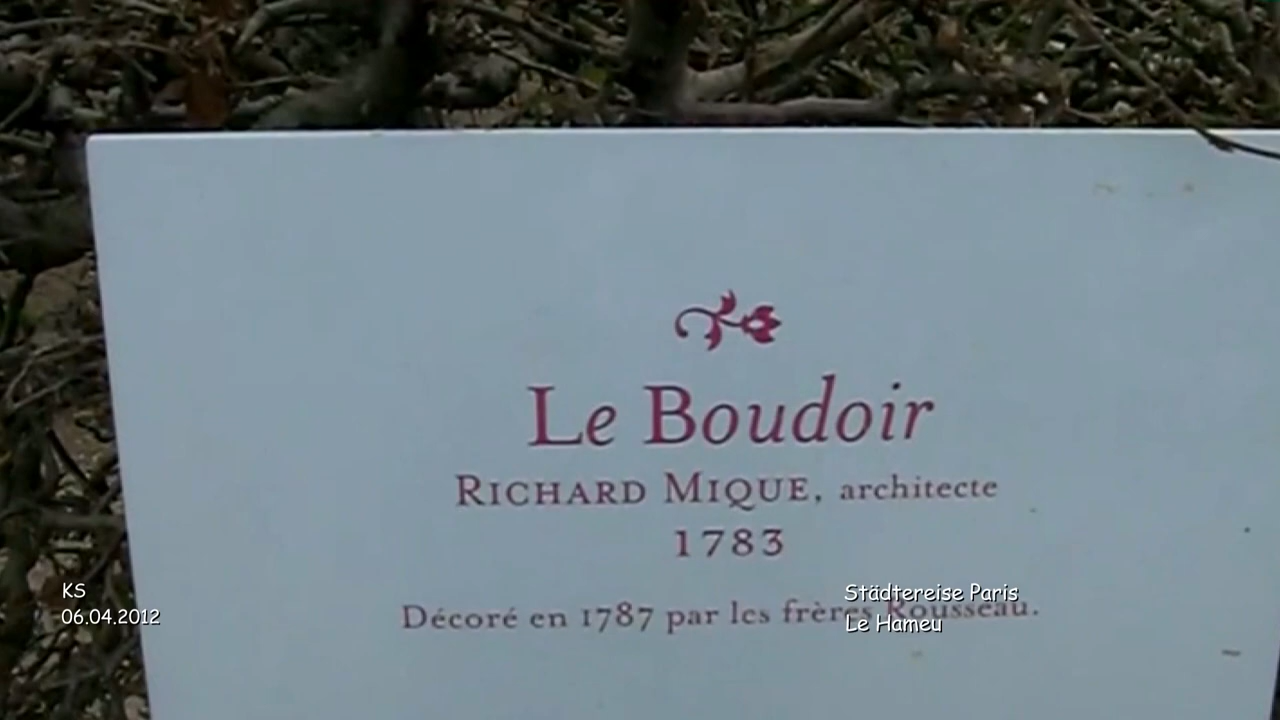 Le Boudoir
RICHARD MIQUE, architecte
1783
Décoré en 1787 par les frères Rousseau.
KS
06.04.2012
Städtereise Paris
Le Hameu